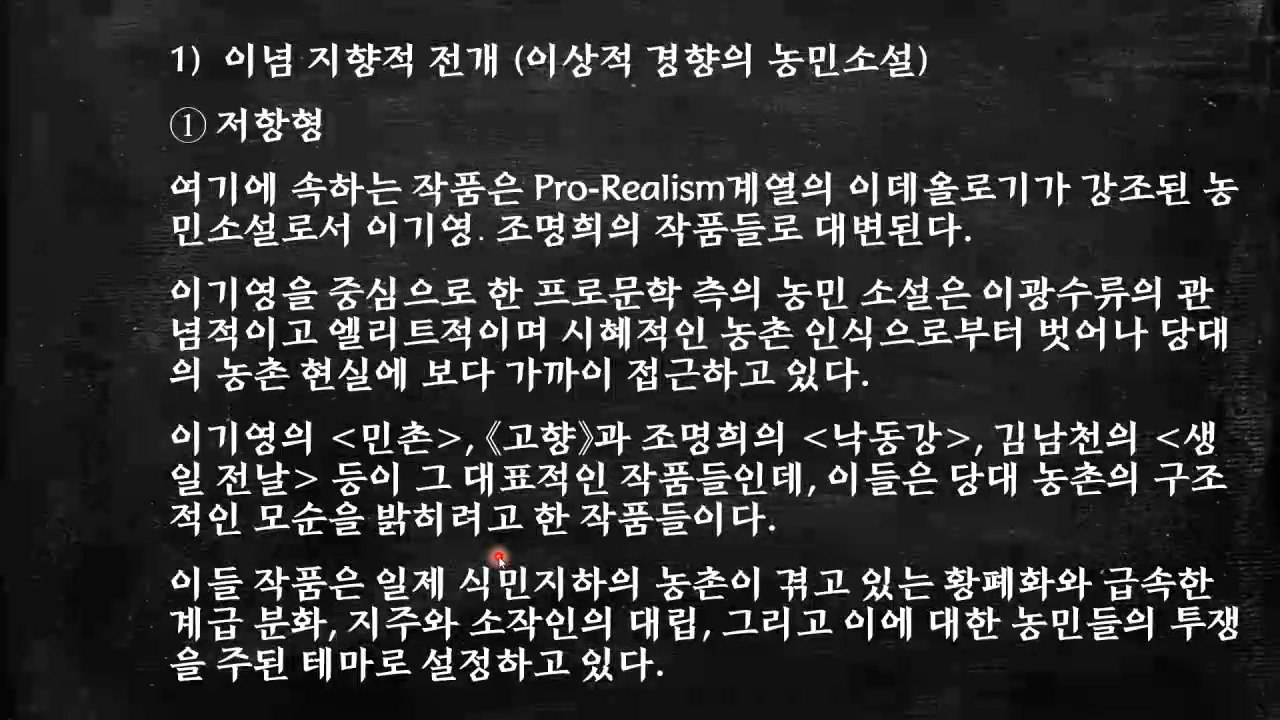 1) 이념 지향적 전개 (이상적 경향의 농민소설)
① 저항형
여기에 속하는 작품은 Pro-Realism계열의 이데올로기가 강조된 농
민소설로서 이기영. 조명희의 작품들로 대변된다.
이기영을 중심으로 한 프로문학 측의 농민 소설은 이광수류의 관
념적이고 엘리트적이며 시혜적인 농촌 인식으로부터 벗어나 당대
의 농촌 현실에 보다 가까이 접근하고 있다.
이기영의 <민촌>,《고향》과 조명희의 <낙동강>, 김남천의 <생
일 전날> 등이 그 대표적인 작품들인데, 이들은 당대 농촌의 구조
적인 모순을 밝히려고 한 작품들이다.
이들 작품은 일제 식민지하의 농촌이 겪고 있는 황폐화와 급속한
계급 분화, 지주와 소작인의 대립, 그리고 이에 대한 농민들의 투쟁
을 주된 테마로 설정하고 있다.